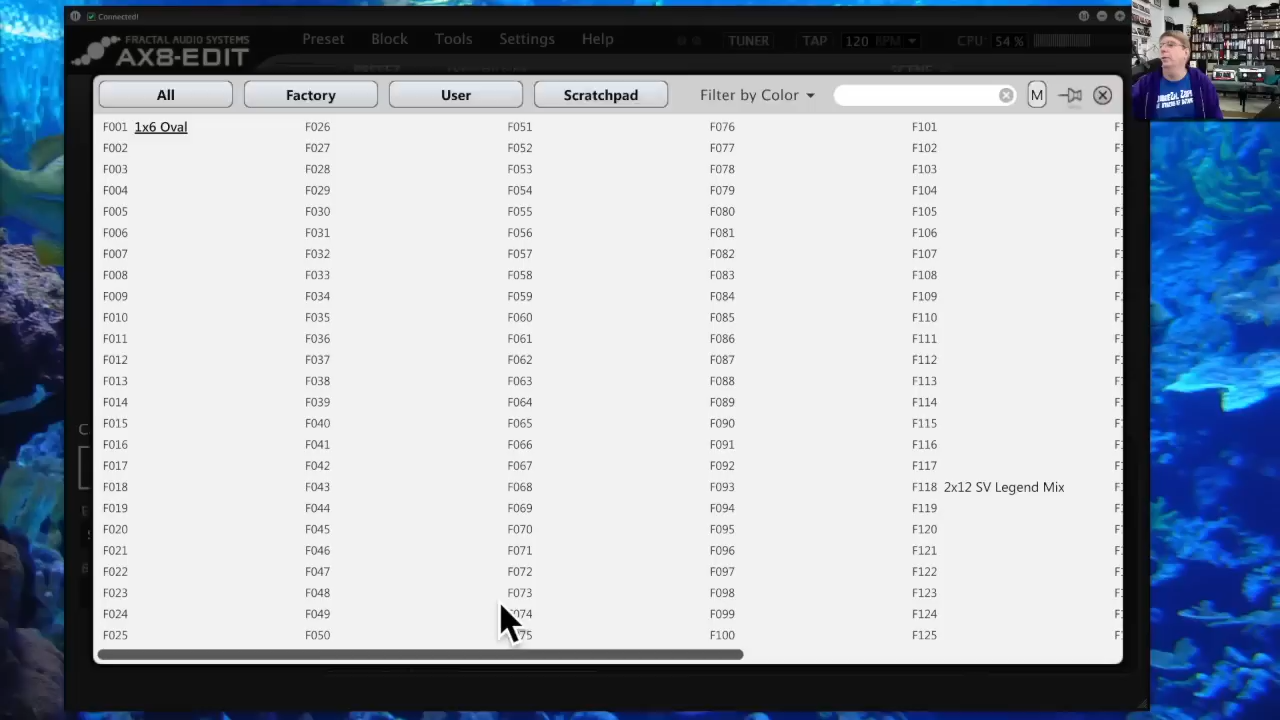 Connected!
FRACTAL AUDIO SYSTEMS
AX8-EDIT
Preset Block Tools Settings Help
TUNER TAP 120 BPM CPU: 54 %
All Factory User Scratchpad Filter by Color M
F001 1x6 Oval F026 F051 F076 F101
F002 F027 F052 F077 F102
F003 F028 F053 F078 F103
F004 F029 F054 F079 F104
F005 F030 F055 F080 F105
F006 F031 F056 F081 F106
F007 F032 F057 F082 F107
F008 F033 F058 F083 F108
F009 F034 F059 F084 F109
F010 F035 F060 F085 F110
F011 F036 F061 F086 F111
F012 F037 F062 F087 F112
F013 F038 F063 F088 F113
F014 F039 F064 F089 F114
F015 F040 F065 F090 F115
F016 F041 F066 F091 F116
F017 F042 F067 F092 F117
F018 F043 F068 F093 F118 2x12 SV Legend Mix
F019 F044 F069 F094 F119
F020 F045 F070 F095 F120
F021 F046 F071 F096 F121
F022 F047 F072 F097 F122
F023 F048 F073 F098 F123
F024 F049 F099 F124
F025 F050 F100 F125